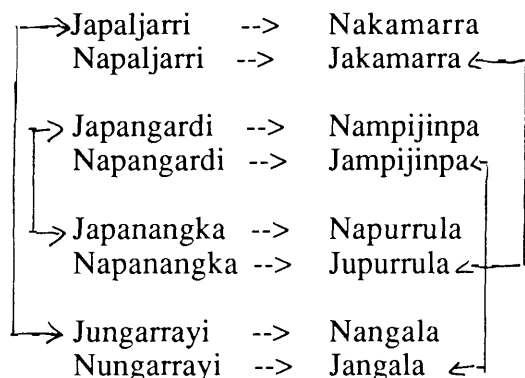 Japaljarri --> Nakamarra
Napaljarri --> Jakamarra
Japangardi --> Nampijinpa
Napangardi --> Jampijinpa
Japanangka --> Napurrula
Napanangka --> Jupurrula
Jungarrayi --> Nangala
Nungarrayi --> Jangala